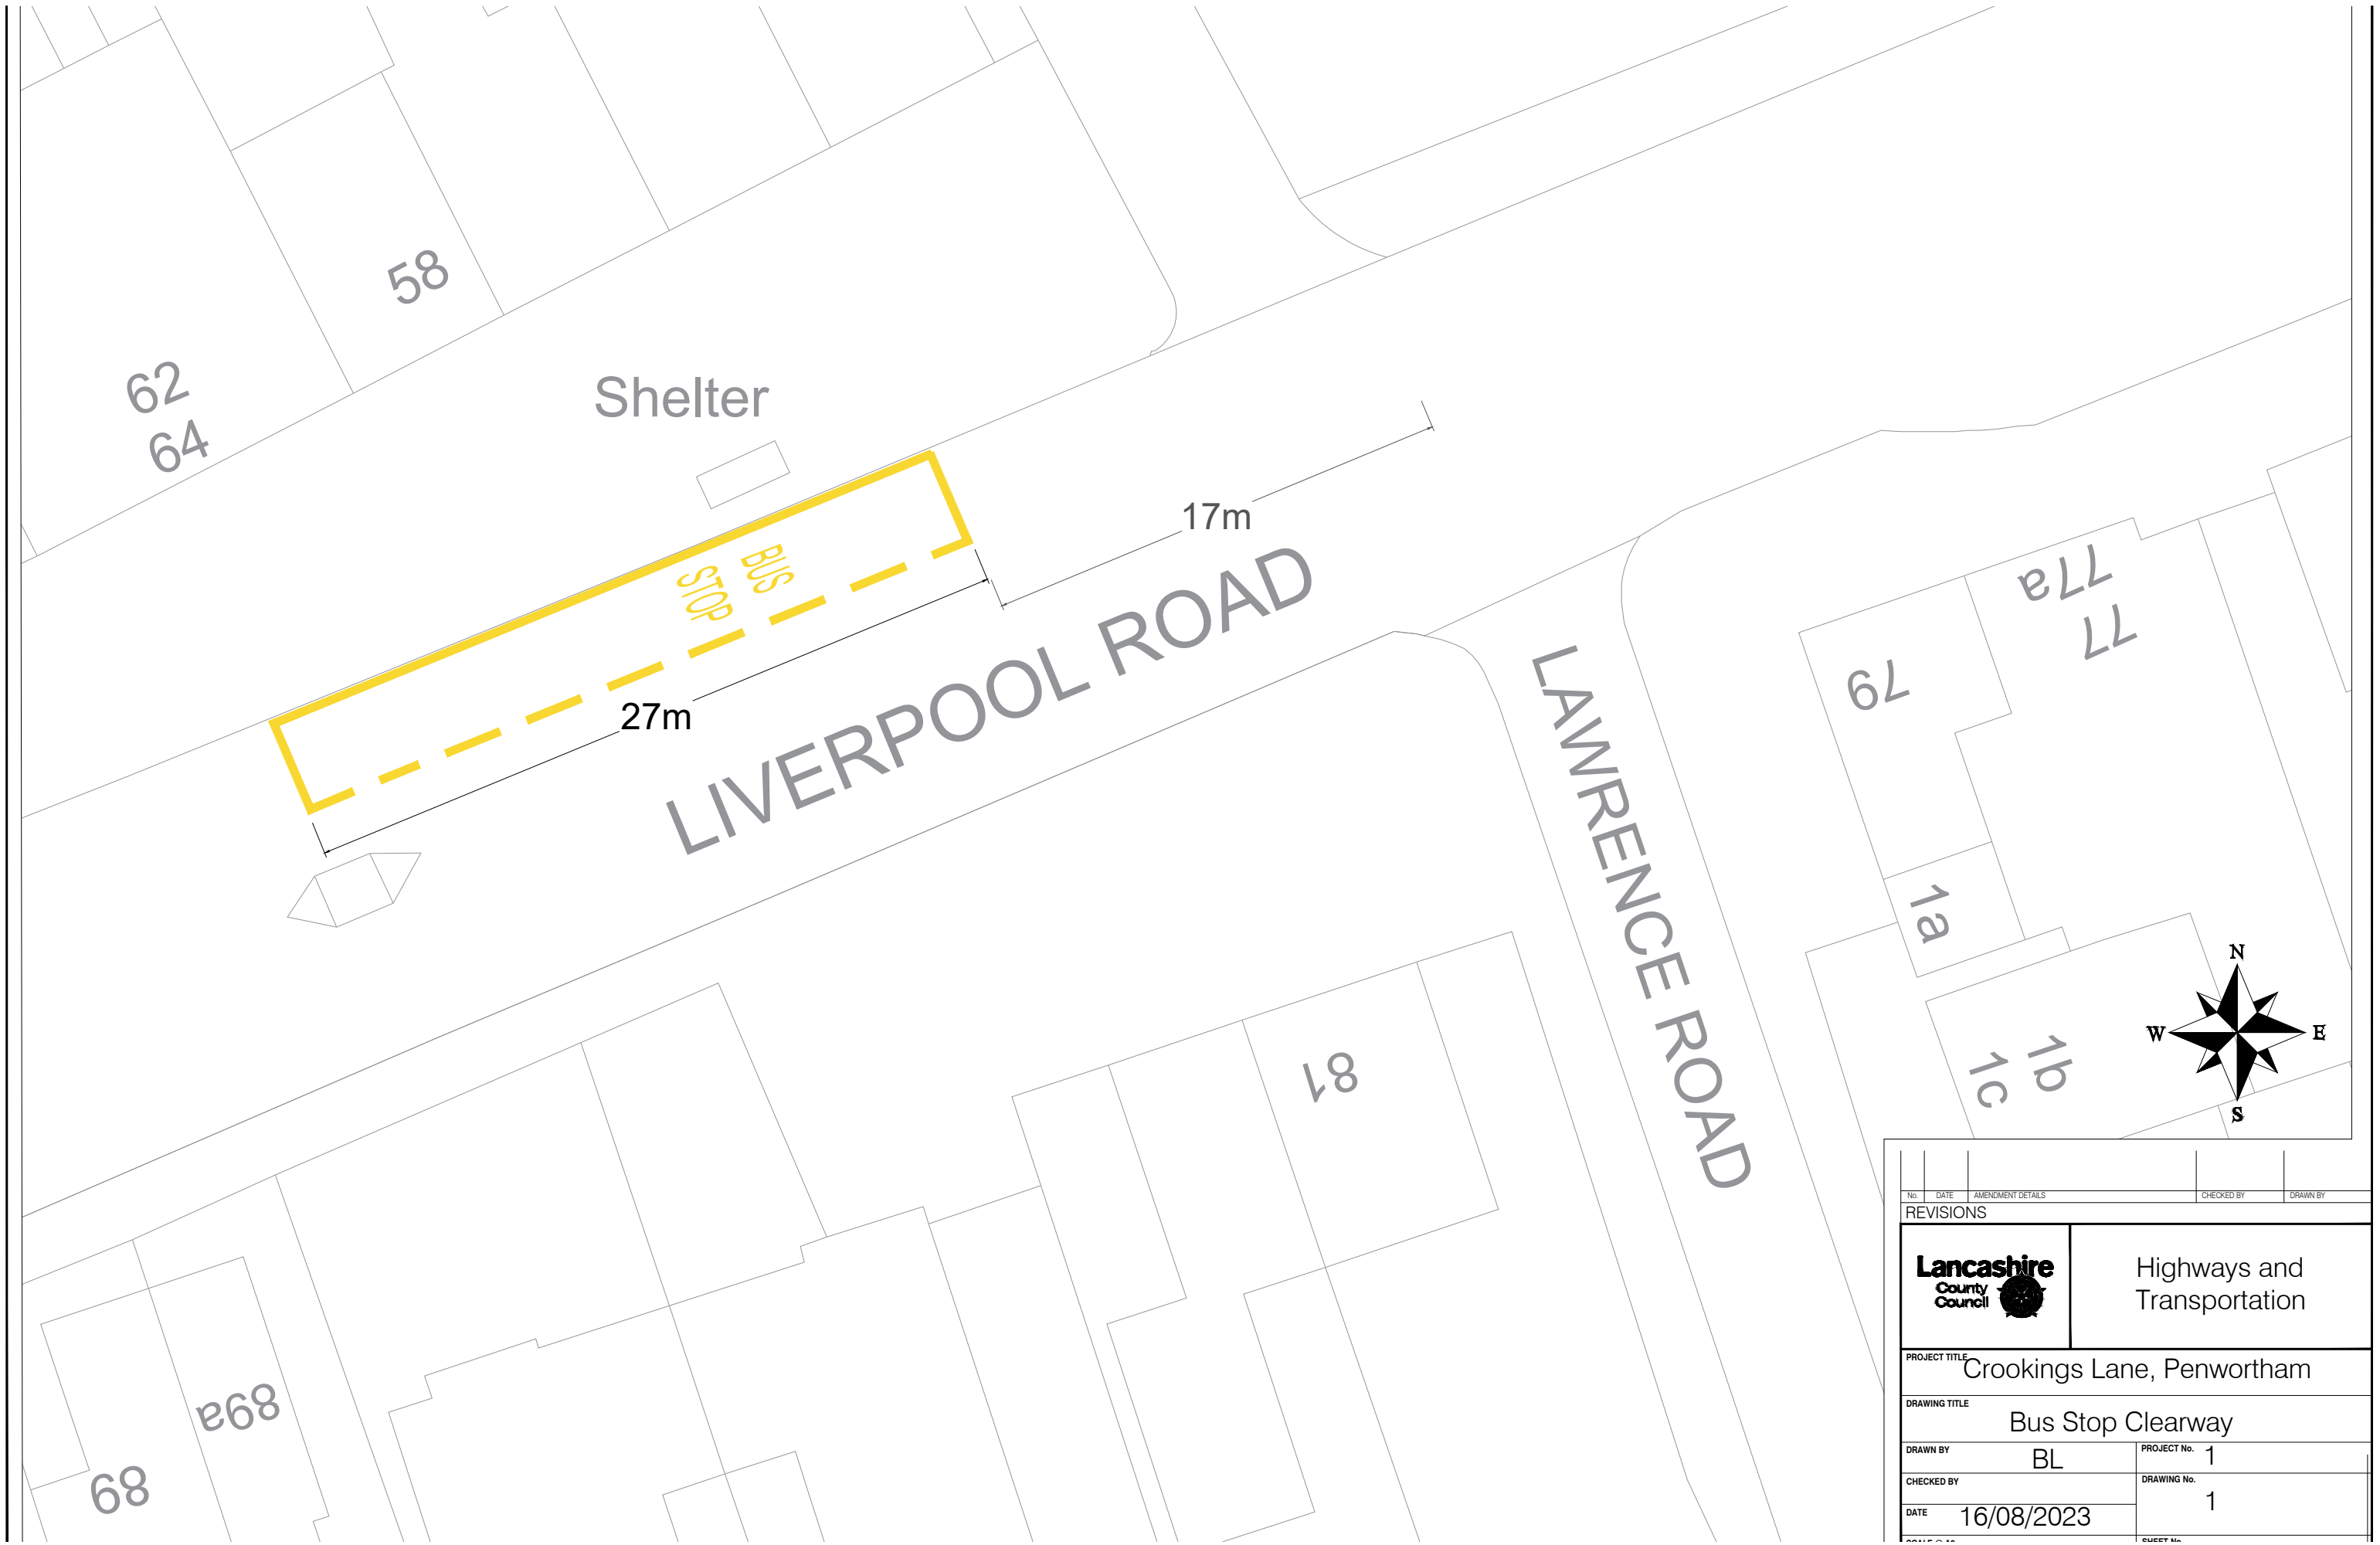 58
62
64
Shelter
17m
BUS
STOP
27m
LIVERPOOL ROAD
LAWRENCE ROAD
77a
77
79
1a
1b
1c
81
89a
89
N
W
E
S
No. DATE AMENDMENT DETAILS CHECKED BY DRAWN BY
REVISIONS
Lancashire
County
Council
Highways and
Transportation
PROJECT TITLE Crookings Lane, Penwortham
DRAWING TITLE
Bus Stop Clearway
DRAWN BY BL
PROJECT No. 1
CHECKED BY
DRAWING No.
1
DATE 16/08/2023